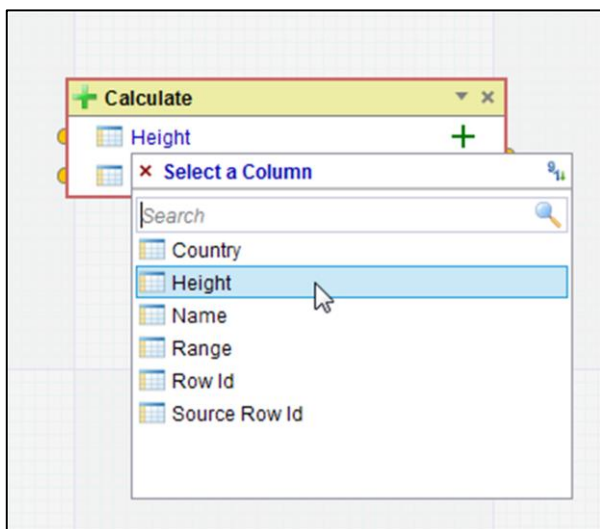 Calculate
Height
Select a Column
Search
Country
Height
Name
Range
Row Id
Source Row Id